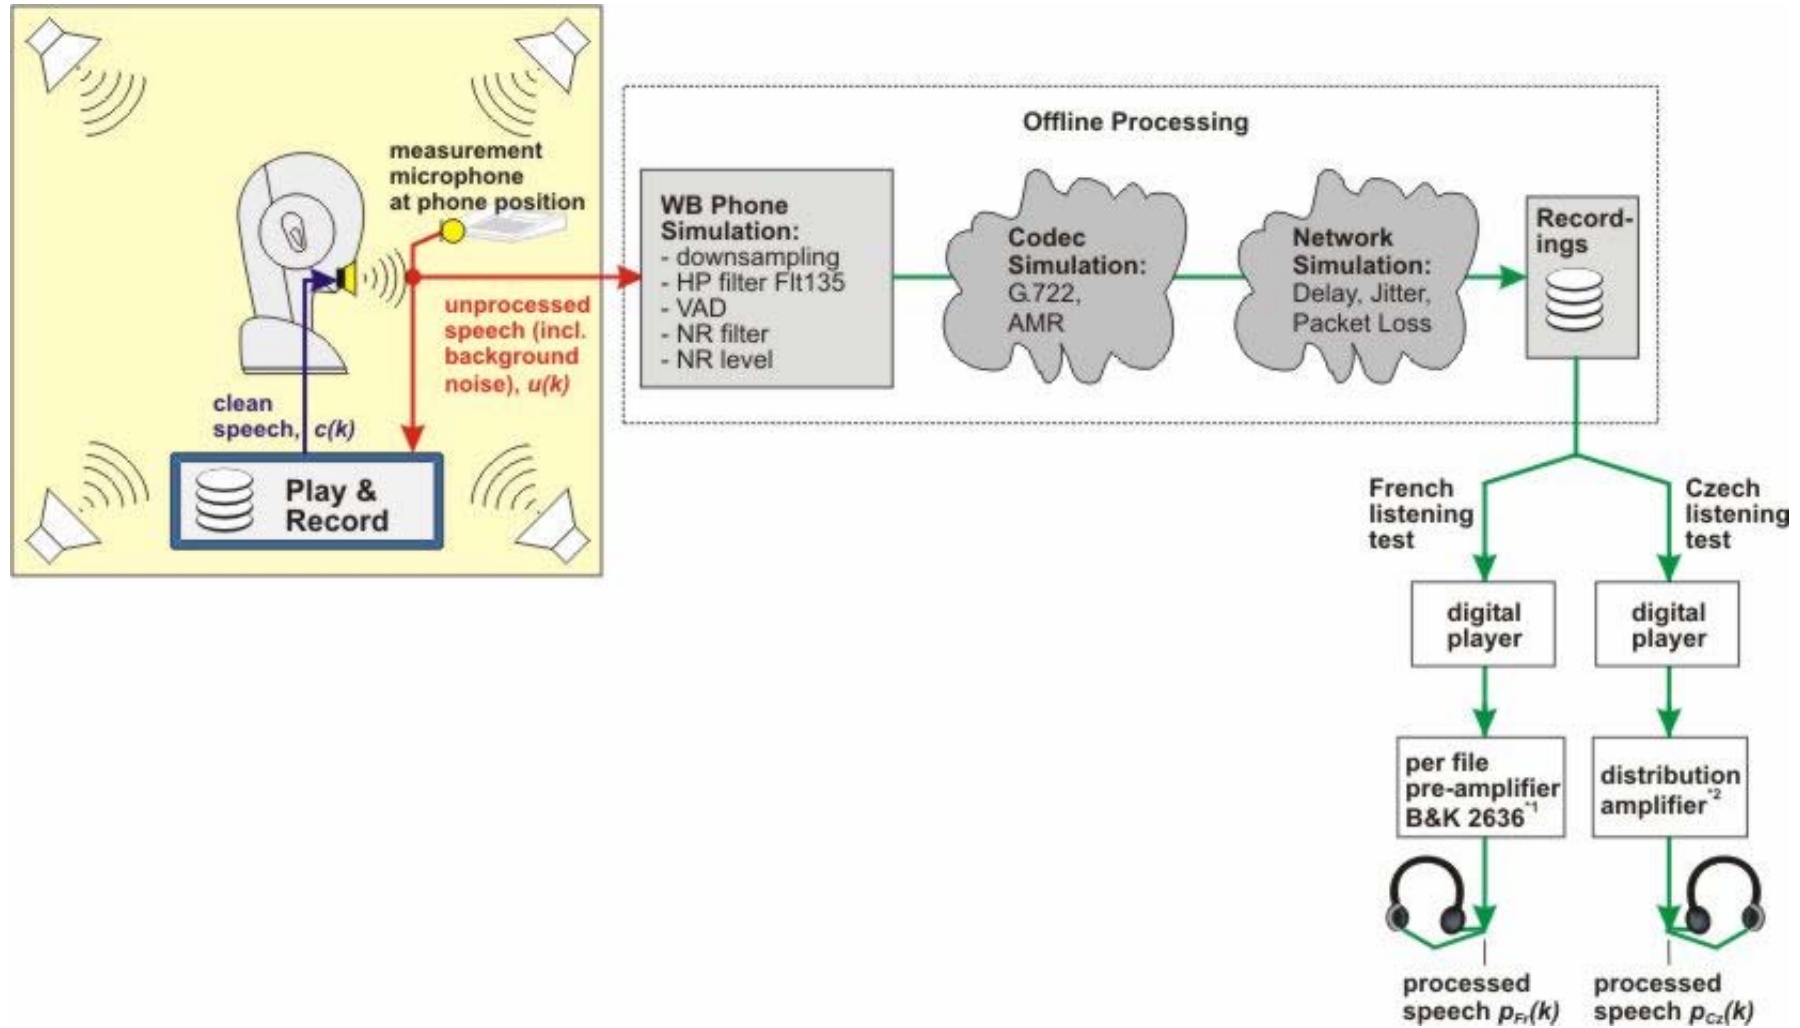 measurement
microphone
at phone position
unprocessed
speech (incl.
background
noise), u(k)
clean
speech, c(k)
Play &
Record
Offline Processing
WB Phone
Simulation:
- downsampling
- HP filter Flt135
- VAD
- NR filter
- NR level
Codec
Simulation:
G.722,
AMR
Network
Simulation:
Delay, Jitter,
Packet Loss
Record-
ings
French
listening
test
Czech
listening
test
digital
player
digital
player
per file
pre-amplifier
B&K 2636*1
distribution
amplifier*2
processed
speech pFr(k)
processed
speech pCz(k)